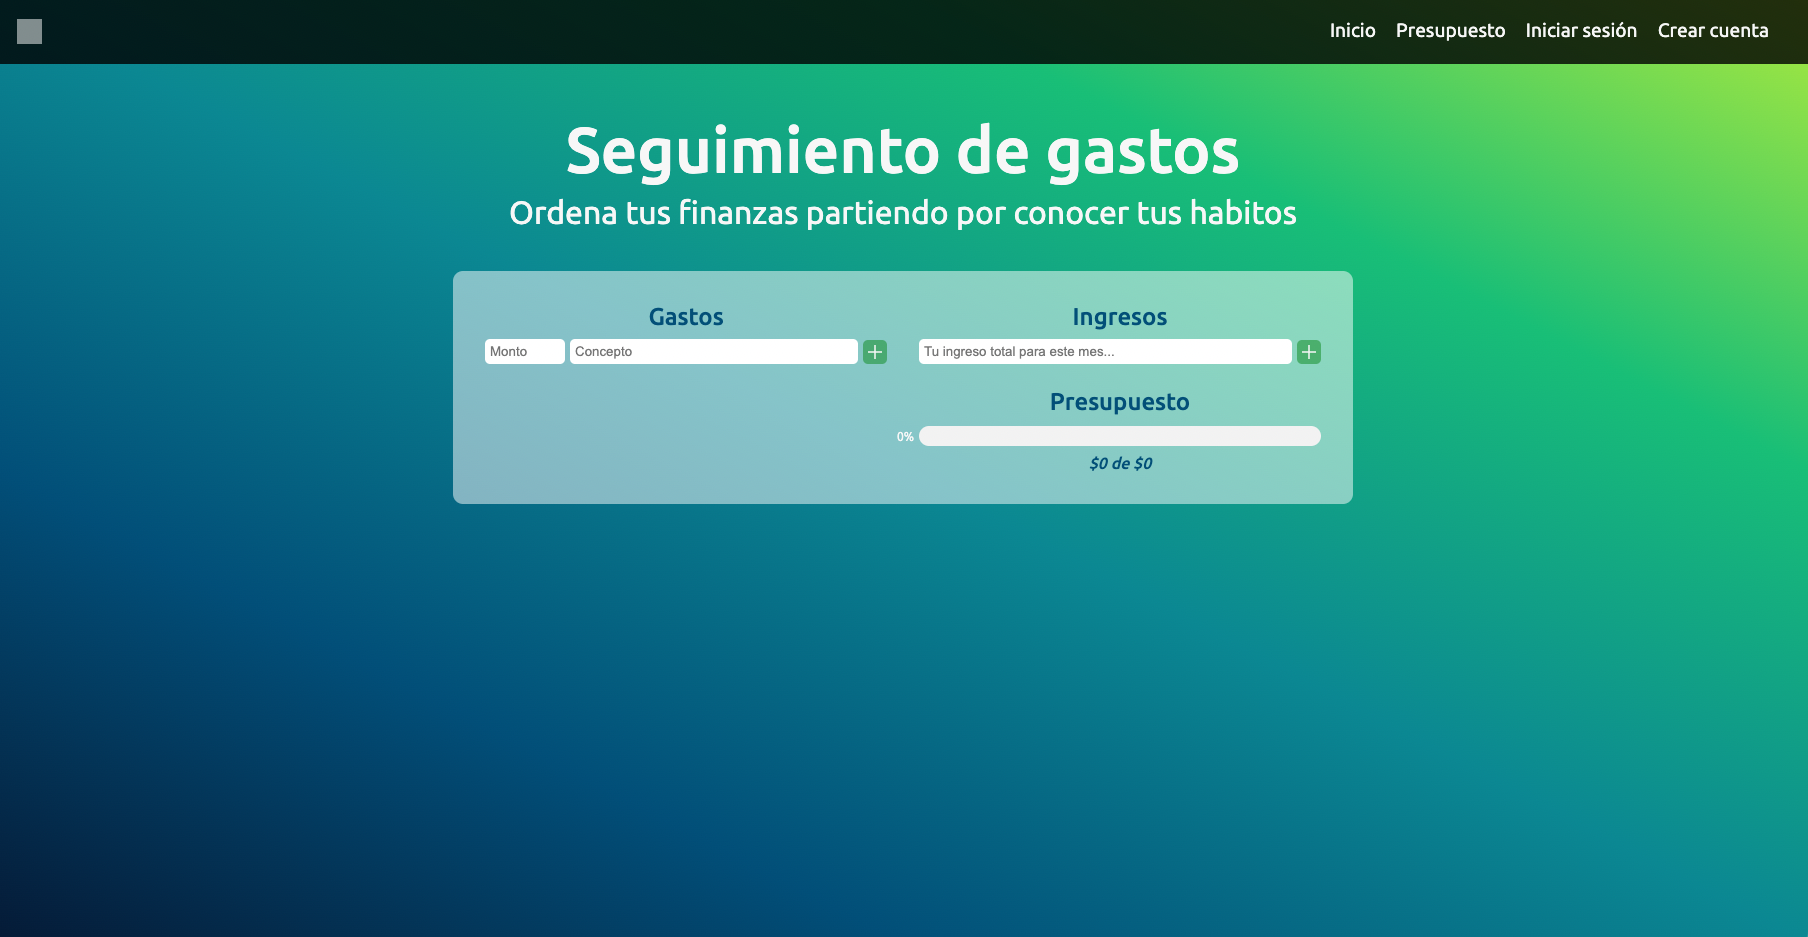 Inicio Presupuesto Iniciar sesión Crear cuenta
Seguimiento de gastos
Ordena tus finanzas partiendo por conocer tus habitos
Gastos
Monto Concepto
Ingresos
Tu ingreso total para este mes...
Presupuesto
0%
$0 de $0